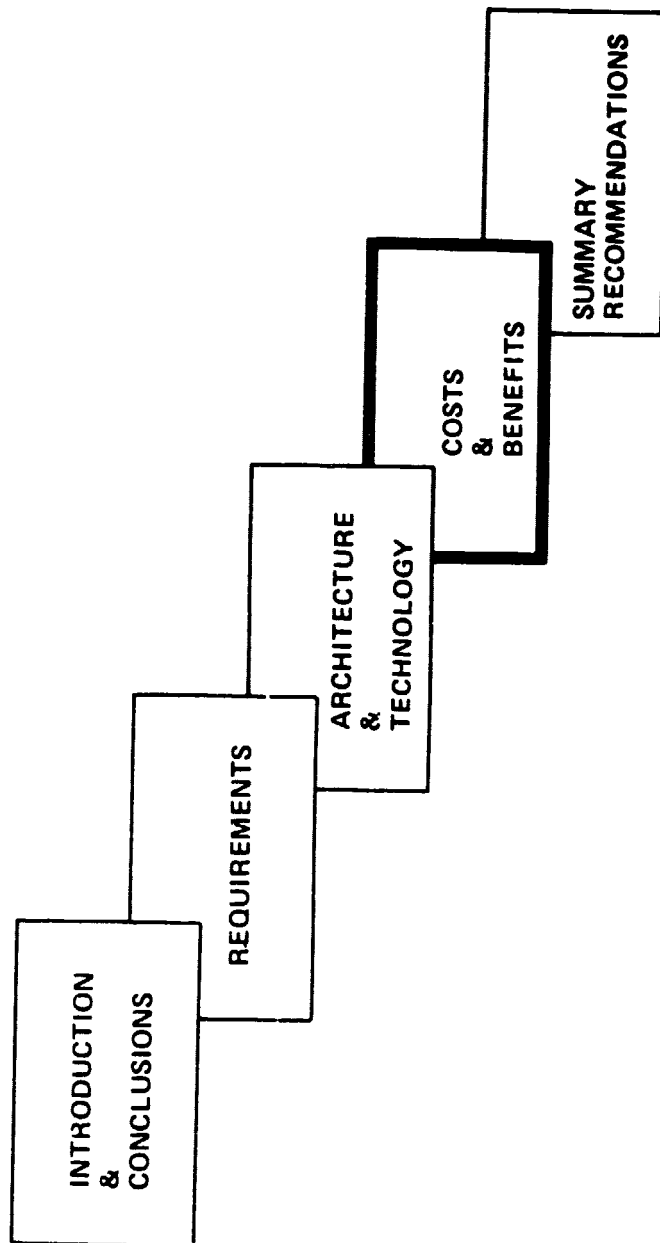 INTRODUCTION
&
CONCLUSIONS
REQUIREMENTS
ARCHITECTURE
&
TECHNOLOGY
COSTS
&
BENEFITS
SUMMARY
RECOMMENDATIONS